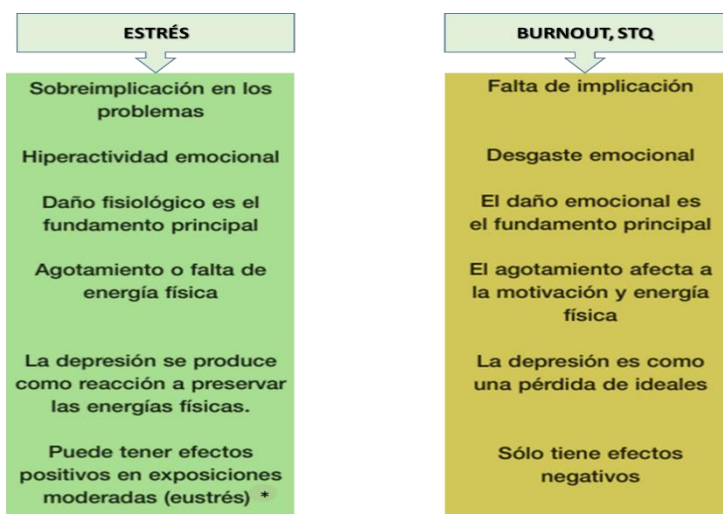 ESTRÉS
Sobreimplicación en los
problemas
Hiperactividad emocional
Daño fisiológico es el
fundamento principal
Agotamiento o falta de
energía física
La depresión se produce
como reacción a preservar
las energías físicas.
Puede tener efectos
positivos en exposiciones
moderadas (eustrés) *
BURNOUT, STQ
Falta de implicación
Desgaste emocional
El daño emocional es
el fundamento principal
El agotamiento afecta a
la motivación y energía
física
La depresión es como
una pérdida de ideales
Sólo tiene efectos
negativos